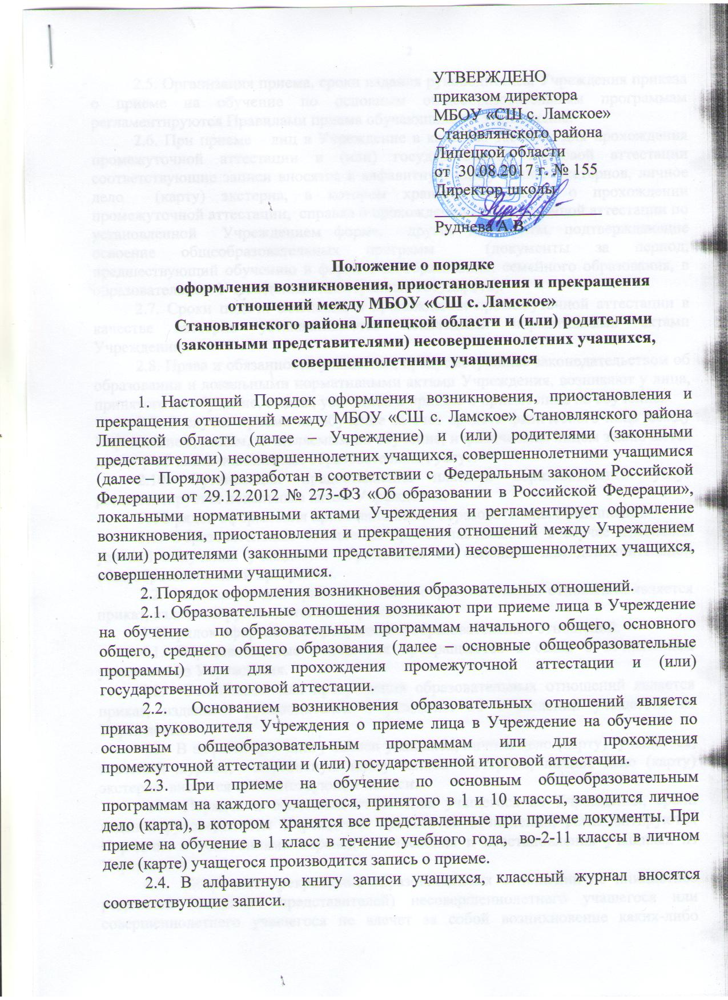 УТВЕРЖДЕНО
приказом директора
МБОУ «СШ с. Ламское»
Становлянского района
Липецкой области
от 30.08.2017 г. № 155
Директор школы
Руднева А.В.
Положение о порядке
оформления возникновения, приостановления и прекращения
отношений между МБОУ «СШ с. Ламское»
Становлянского района Липецкой области и (или) родителями
(законными представителями) несовершеннолетних учащихся,
совершеннолетними учащимися
1. Настоящий Порядок оформления возникновения, приостановления и
прекращения отношений между МБОУ «СШ с. Ламское» Становлянского района
Липецкой области (далее – Учреждение) и (или) родителями (законными
представителями) несовершеннолетних учащихся, совершеннолетними учащимися
(далее – Порядок) разработан в соответствии с Федеральным законом Российской
Федерации от 29.12.2012 № 273-ФЗ «Об образовании в Российской Федерации»,
локальными нормативными актами Учреждения и регламентирует оформление
возникновения, приостановления и прекращения отношений между Учреждением
и (или) родителями (законными представителями) несовершеннолетних учащихся,
совершеннолетними учащимися.
2. Порядок оформления возникновения образовательных отношений.
2.1. Образовательные отношения возникают при приеме лица в Учреждение
на обучение по образовательным программам начального общего, основного
общего, среднего общего образования (далее - основные общеобразовательные
программы) или для прохождения промежуточной аттестации и (или)
государственной итоговой аттестации.
2.2. Основанием возникновения образовательных отношений является
приказ руководителя Учреждения о приеме лица в Учреждение на обучение по
основным общеобразовательным программам или для прохождения
промежуточной аттестации и (или) государственной итоговой аттестации.
2.3. При приеме на обучение по основным общеобразовательным
программам на каждого учащегося, принятого в 1 и 10 классы, заводится личное
дело (карта), в котором хранятся все представленные при приеме документы. При
приеме на обучение в 1 класс в течение учебного года, во-2-11 классы в личном
деле (карте) учащегося производится запись о приеме.
2.4. В алфавитную книгу записи учащихся, классный журнал вносятся
соответствующие записи.